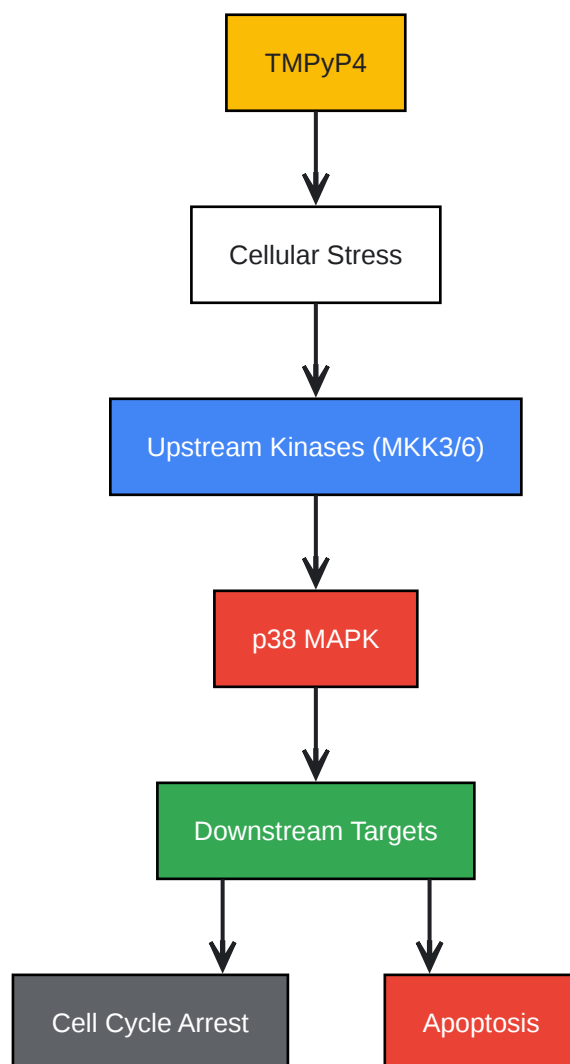 TMPyP4
Cellular Stress
Upstream Kinases (MKK3/6)
p38 MAPK
Downstream Targets
Cell Cycle Arrest
Apoptosis